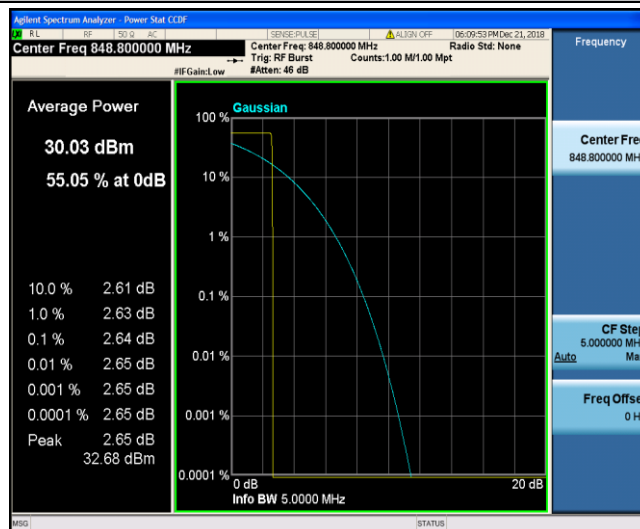 Agilent Spectrum Analyzer - Power Stat CCDF
RL RF 50 Ω AC SENSE:PULSE ALIGN OFF 06:09:53 PM Dec 21, 2018
Center Freq 848.800000 MHz
Center Freq: 848.800000 MHz Radio Std: None
Trig: RF Burst Counts:1.00 M/1.00 Mpt
#IFGain:Low #Atten: 46 dB
Frequency
Average Power
30.03 dBm
55.05 % at 0dB
10.0 % 2.61 dB
1.0 % 2.63 dB
0.1 % 2.64 dB
0.01 % 2.65 dB
0.001 % 2.65 dB
0.0001 % 2.65 dB
Peak 2.65 dB
32.68 dBm
Gaussian
100 %
10 %
1 %
0.1 %
0.01 %
0.001 %
0.0001 %
0 dB 20 dB
Info BW 5.0000 MHz
Center Fre
848.800000 MH
CF Step
5.000000 MH
Auto Ma
Freq Offse
0 H
MSG STATUS